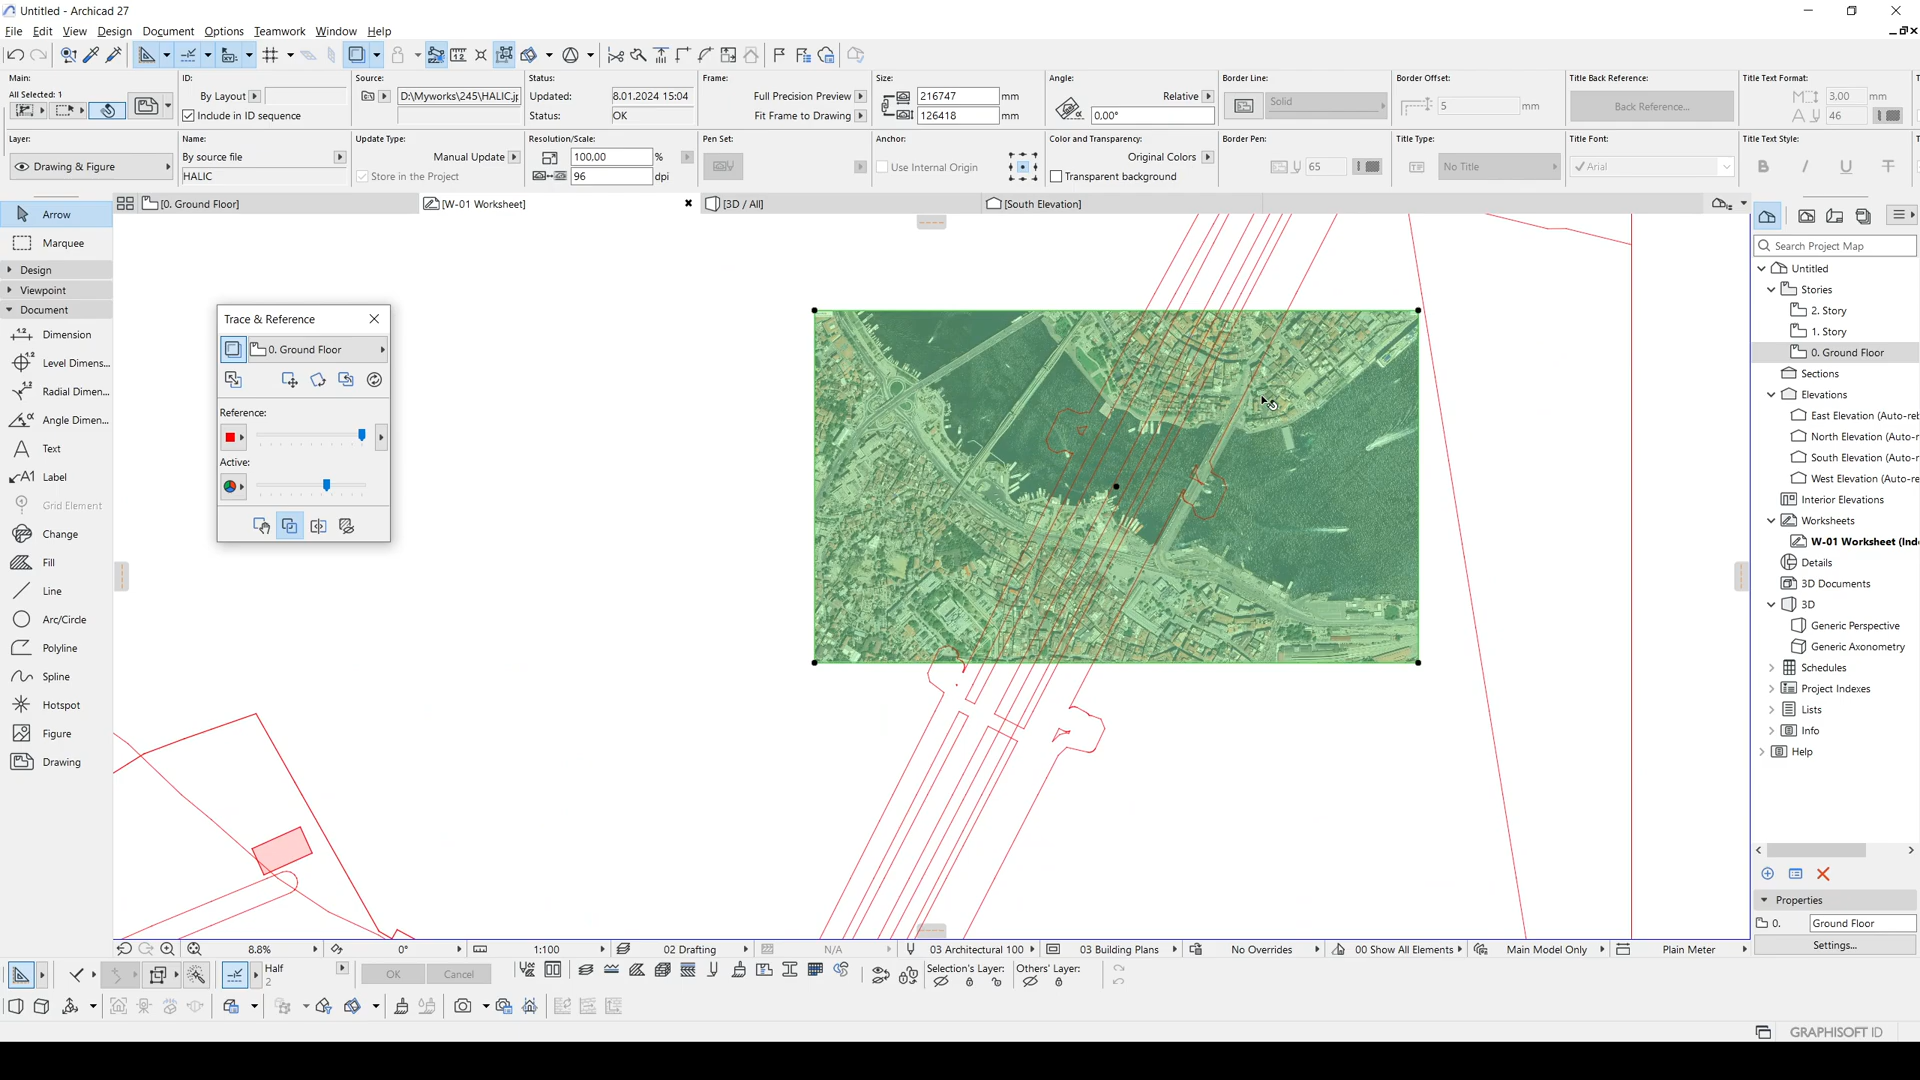 Untitled - Archicad 27
File Edit View Design Document Options Teamwork Window Help
Main: ID: Source: Status: Frame: Size: Angle: Border Line: Border Offset: Title Back Reference: Title Text Format:
All Selected: 1 By Layout D:\Myworks\245\HALIC.j Updated: 8.01.2024 15:04 Full Precision Preview 216747 mm Relative Solid 5 mm Back Reference... 3,00 mm
Include in ID sequence Status: OK Fit Frame to Drawing 126418 mm 0.00° 46
Layer: Name: Update Type: Resolution/Scale: Pen Set: Anchor: Color and Transparency: Border Pen: Title Type: Title Font: Title Text Style:
Drawing & Figure By source file Manual Update 100,00 % Use Internal Origin Original Colors 65 No Title Arial B I U T
HALIC Store in the Project 96 dpi Transparent background
[0. Ground Floor] [W-01 Worksheet] [3D / All] [South Elevation]
Arrow
Marquee
Design
Viewpoint
Document
Dimension
Level Dimens...
Radial Dimen...
Angle Dimen...
Text
A1 Label
Grid Element
Change
Fill
Line
Arc/Circle
Polyline
Spline
Hotspot
Figure
Drawing
Trace & Reference
0. Ground Floor
Reference:
Active:
Search Project Map
Untitled
Stories
2. Story
1. Story
0. Ground Floor
Sections
Elevations
East Elevation (Auto-re
North Elevation (Auto-r
South Elevation (Auto-r
West Elevation (Auto-r
Interior Elevations
Worksheets
W-01 Worksheet (Ind
Details
3D Documents
3D
Generic Perspective
Generic Axonometry
Schedules
Project Indexes
Lists
Info
Help
Properties
0. Ground Floor
Settings...
8.8% 0° 1:100 02 Drafting N/A 03 Architectural 100 03 Building Plans No Overrides 00 Show All Elements Main Model Only Plain Meter
Half
2
OK Cancel
Selection's Layer: Others' Layer:
GRAPHISOFT ID